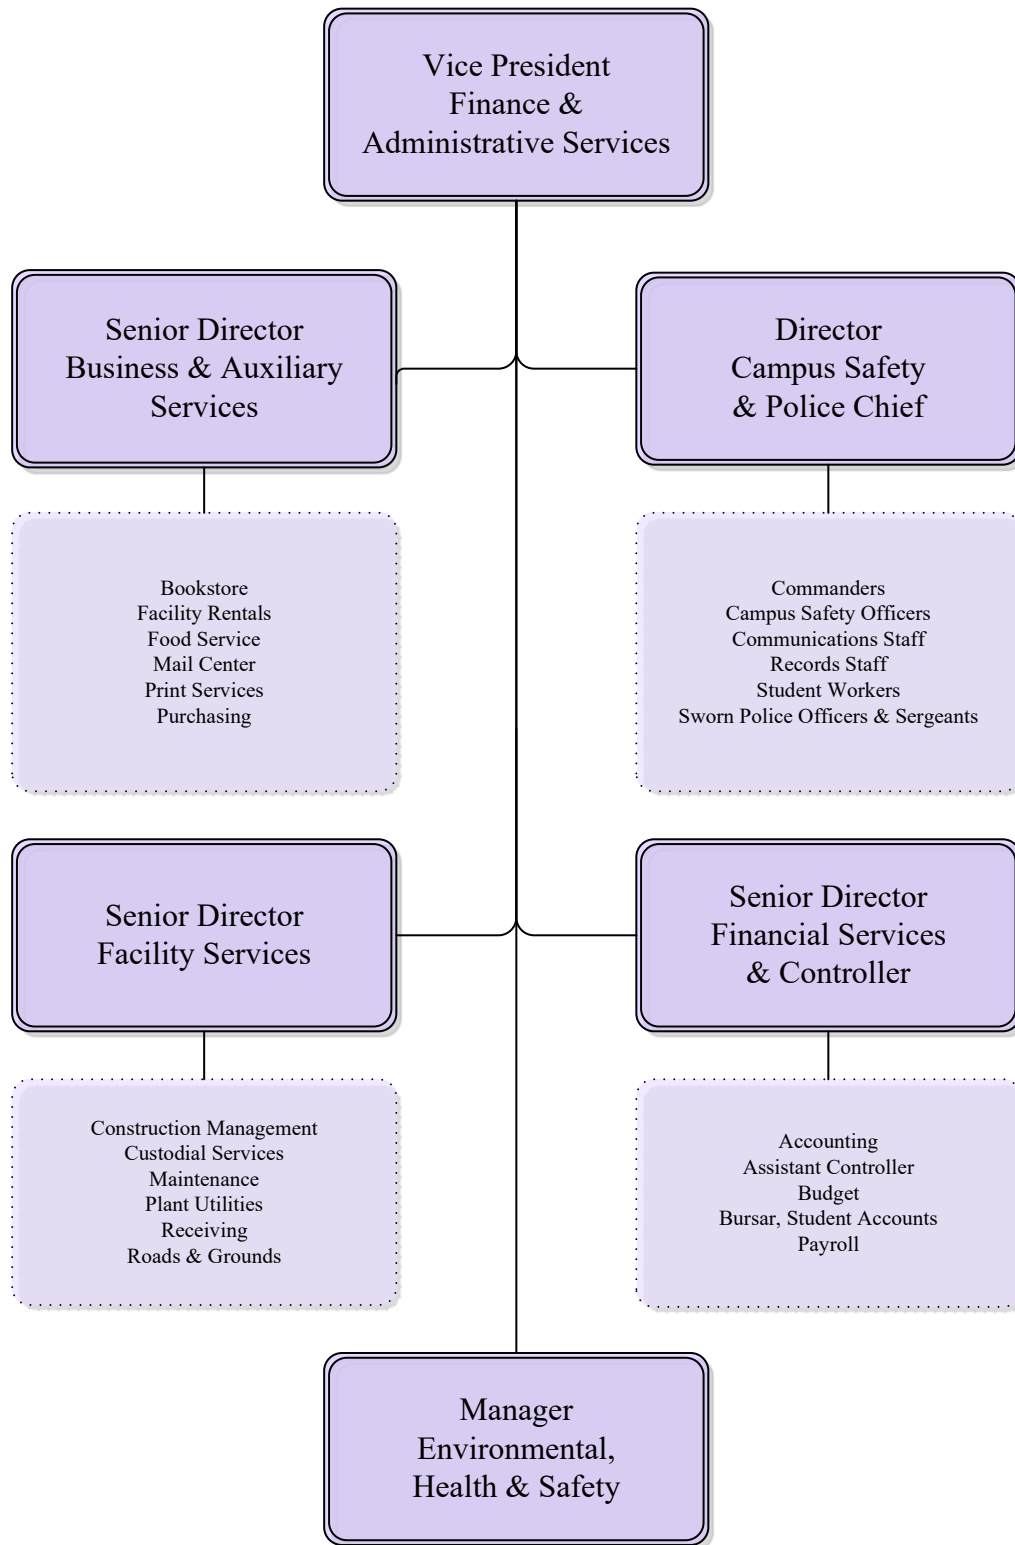 Vice President
Finance &
Administrative Services
Senior Director
Business & Auxiliary
Services
Director
Campus Safety
& Police Chief
Bookstore
Facility Rentals
Food Service
Mail Center
Print Services
Purchasing
Commanders
Campus Safety Officers
Communications Staff
Records Staff
Student Workers
Sworn Police Officers & Sergeants
Senior Director
Facility Services
Senior Director
Financial Services
& Controller
Construction Management
Custodial Services
Maintenance
Plant Utilities
Receiving
Roads & Grounds
Accounting
Assistant Controller
Budget
Bursar, Student Accounts
Payroll
Manager
Environmental,
Health & Safety